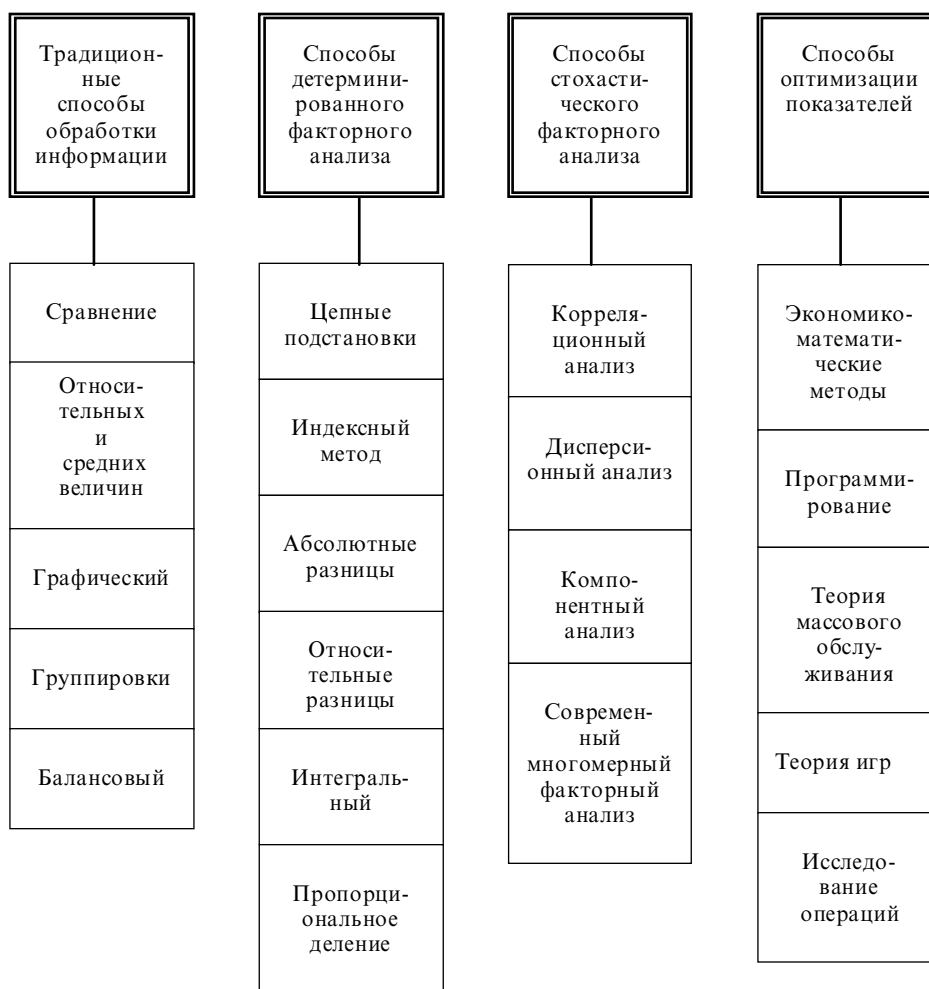 Традицион-
ные
способы
обработки
информации
Сравнение
Относи-
тельных
и
средних
величин
Графический
Группировки
Балансовый
Способы
детермини-
рованного
факторного
анализа
Цепные
подстановки
Индексный
метод
Абсолютные
разницы
Относи-
тельные
разницы
Интеграль-
ный
Пропорци-
ональное
деление
Способы
стохасти-
ческого
факторного
анализа
Корреля-
ционный
анализ
Дисперси-
онный анализ
Компо-
нентный
анализ
Современ-
ный
многомерный
факторный
анализ
Способы
оптимизации
показателей
Экономико-
математи-
ческие
методы
Программи-
рование
Теория
массового
обслу-
живания
Теория игр
Исследо-
вание
операций